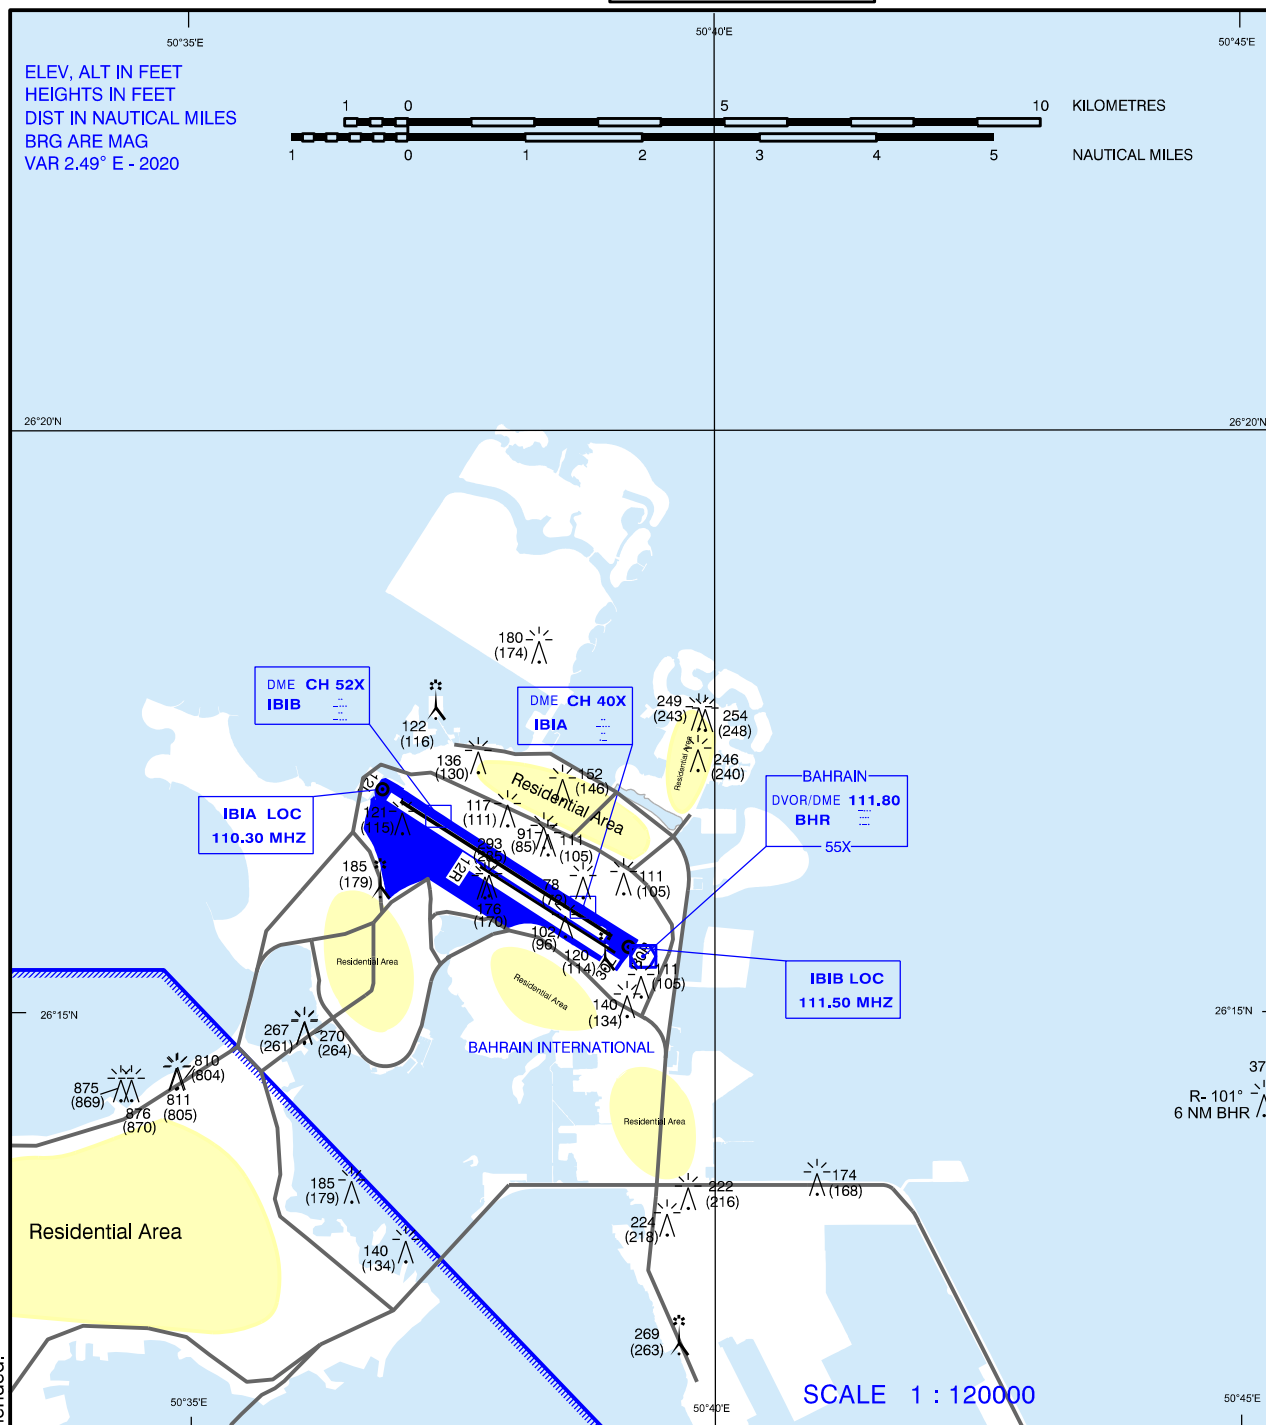 50°35'E
50°40'E
50°45'E
ELEV, ALT IN FEET
HEIGHTS IN FEET
DIST IN NAUTICAL MILES
BRG ARE MAG
VAR 2.49° E - 2020
1 0 5 10 KILOMETRES
1 0 1 2 3 4 5 NAUTICAL MILES
26°20'N
26°20'N
180
(174)
DME CH 52X
IBIB
DME CH 40X
IBIA
122
(116)
249
(243)
254
(248)
246
(240)
Residential Area
136
(130)
152
(146)
Residential Area
BAHRAIN
DVOR/DME 111.80
BHR
55X
IBIA LOC
110.30 MHZ
12L
121
(115)
117
(111)
91
(85)
111
(105)
293
12R
185
(179)
78
111
(105)
176
(170)
102
(96)
120
(114)
111
(105)
140
(134)
IBIB LOC
111.50 MHZ
Residential Area
Residential Area
26°15'N
26°15'N
267
(261)
270
(264)
BAHRAIN INTERNATIONAL
810
(804)
811
(805)
875
(869)
876
(870)
37
R- 101°
6 NM BHR
Residential Area
185
(179)
222
(216)
174
(168)
224
(218)
Residential Area
140
(134)
269
(263)
SCALE 1 : 120000
50°35'E
50°40'E
50°45'E